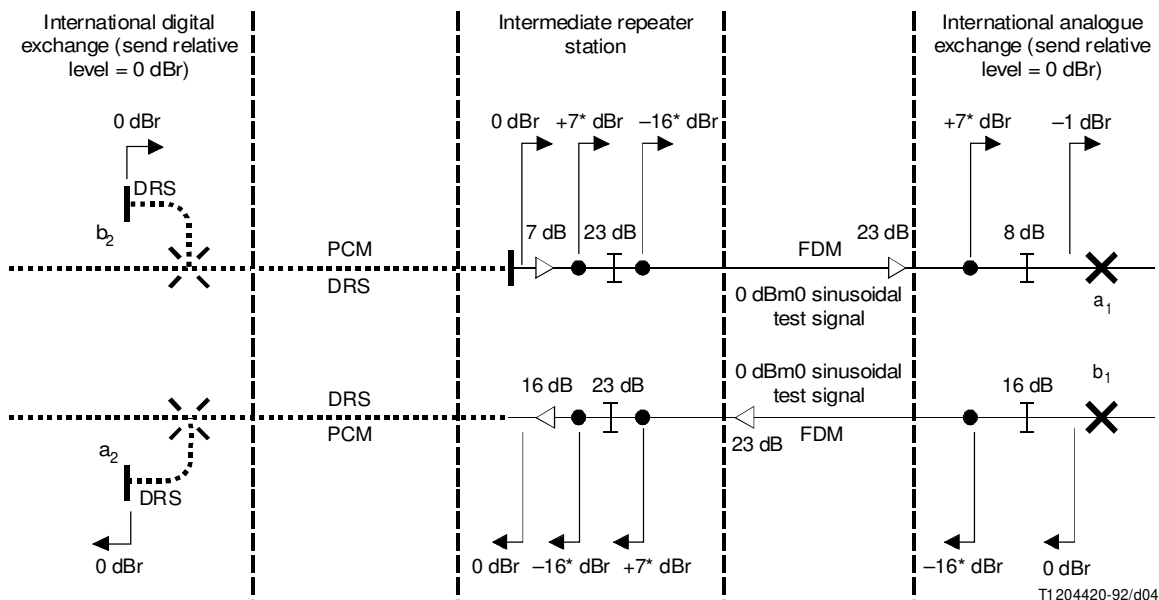 International digital
exchange (send relative
level = 0 dBr)
Intermediate repeater
station
International analogue
exchange (send relative
level = 0 dBr)
0 dBr
0 dBr
+7* dBr
–16* dBr
+7* dBr
–1 dBr
DRS
b2
7 dB
23 dB
23 dB
8 dB
PCM
FDM
DRS
0 dBm0 sinusoidal
test signal
a1
0 dBm0 sinusoidal
test signal
b1
16 dB
23 dB
16 dB
DRS
PCM
23 dB
FDM
a2
DRS
0 dBr
0 dBr
–16* dBr
+7* dBr
–16* dBr
0 dBr
T1204420-92/d04